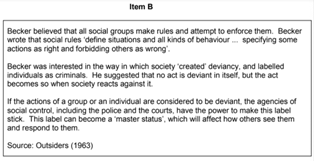 Item B
Becker believed that all social groups make rules and attempt to enforce them. Becker
wrote that social rules 'define situations and all kinds of behaviour ... specifying some
actions as right and forbidding others as wrong'.
Becker was interested in the way in which society 'created' deviancy, and labelled
individuals as criminals. He suggested that no act is deviant in itself, but the act
becomes so when society reacts against it.
If the actions of a group or an individual are considered to be deviant, the agencies of
social control, including the police and the courts, have the power to make this label
stick. This label can become a 'master status', which will affect how others see them
and respond to them.
Source: Outsiders (1963)